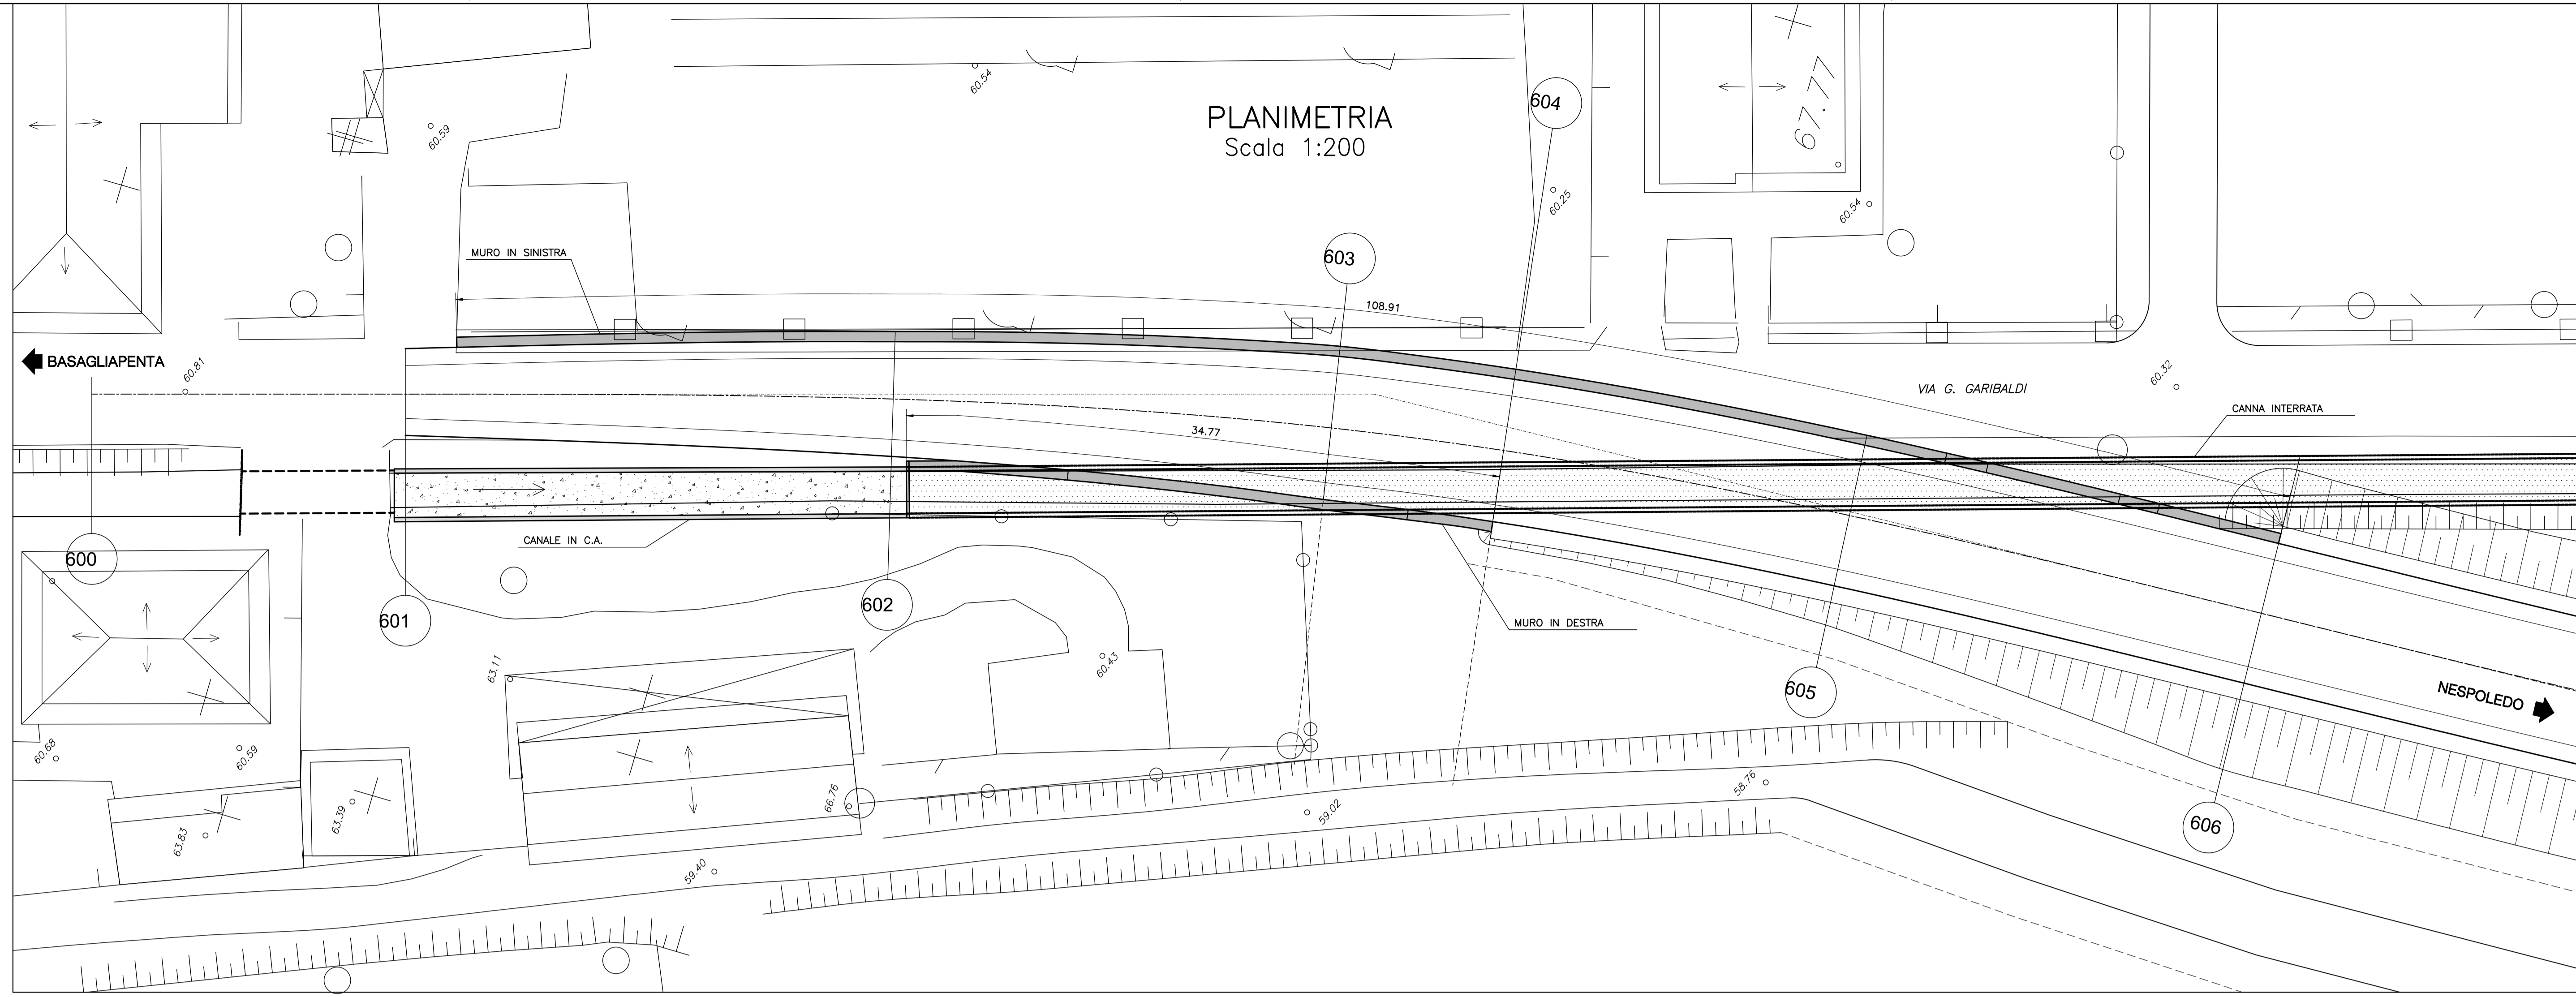 PLANIMETRIA
Scala 1:200
60.54
60.59
604
60.25
67.77
60.54
MURO IN SINISTRA
603
108.91
BASAGLIAPENTA
60.81
VIA G. GARIBALDI
60.32
CANNA INTERRATA
34.77
CANALE IN C.A.
600
601
602
MURO IN DESTRA
63.11
60.43
605
NESPOLEDO
60.68
60.59
66.76
63.39
63.83
59.02
58.76
606
59.40